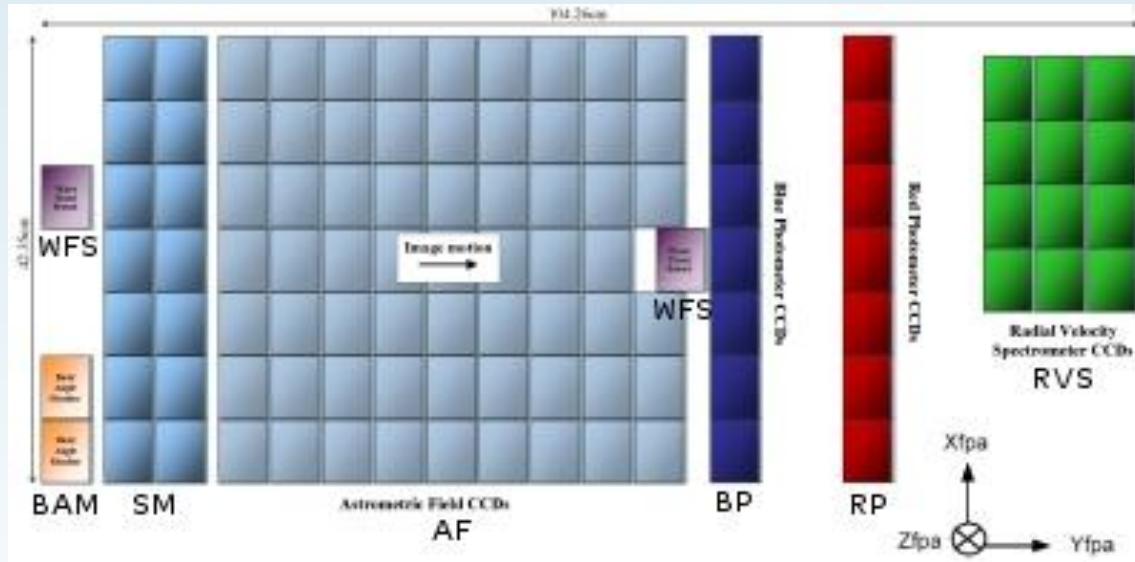 104.26cm
42.35cm
WFS
Image motion
WFS
Blue Photometer CCDs
Red Photometer CCDs
Radial Velocity
Spectrometer CCDs
RVS
BAM
SM
Astrometric Field CCDs
AF
BP
RP
Xfpa
Zfpa
Yfpa